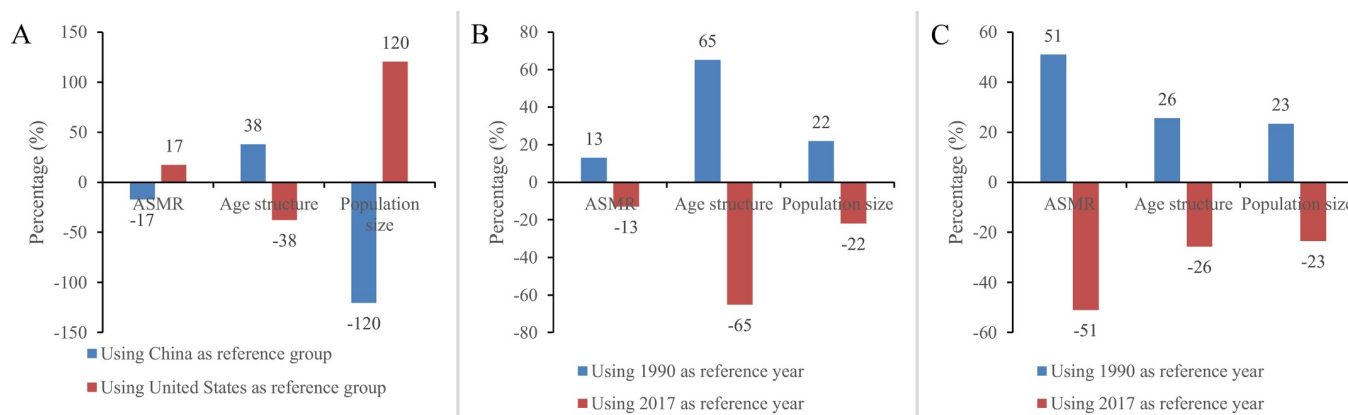 A
Percentage (%)
150
100
50
0
-50
-100
-150
-17
17
38
-38
-120
120
ASMR
Age structure
Population
size
Using China as reference group
Using United States as reference group
B
Percentage (%)
80
60
40
20
0
-20
-40
-60
-80
13
-13
65
-65
22
-22
ASMR
Age structure
Population size
Using 1990 as reference year
Using 2017 as reference year
C
Percentage (%)
60
40
20
0
-20
-40
-60
51
-51
26
-26
23
-23
ASMR
Age structure
Population size
Using 1990 as reference year
Using 2017 as reference year